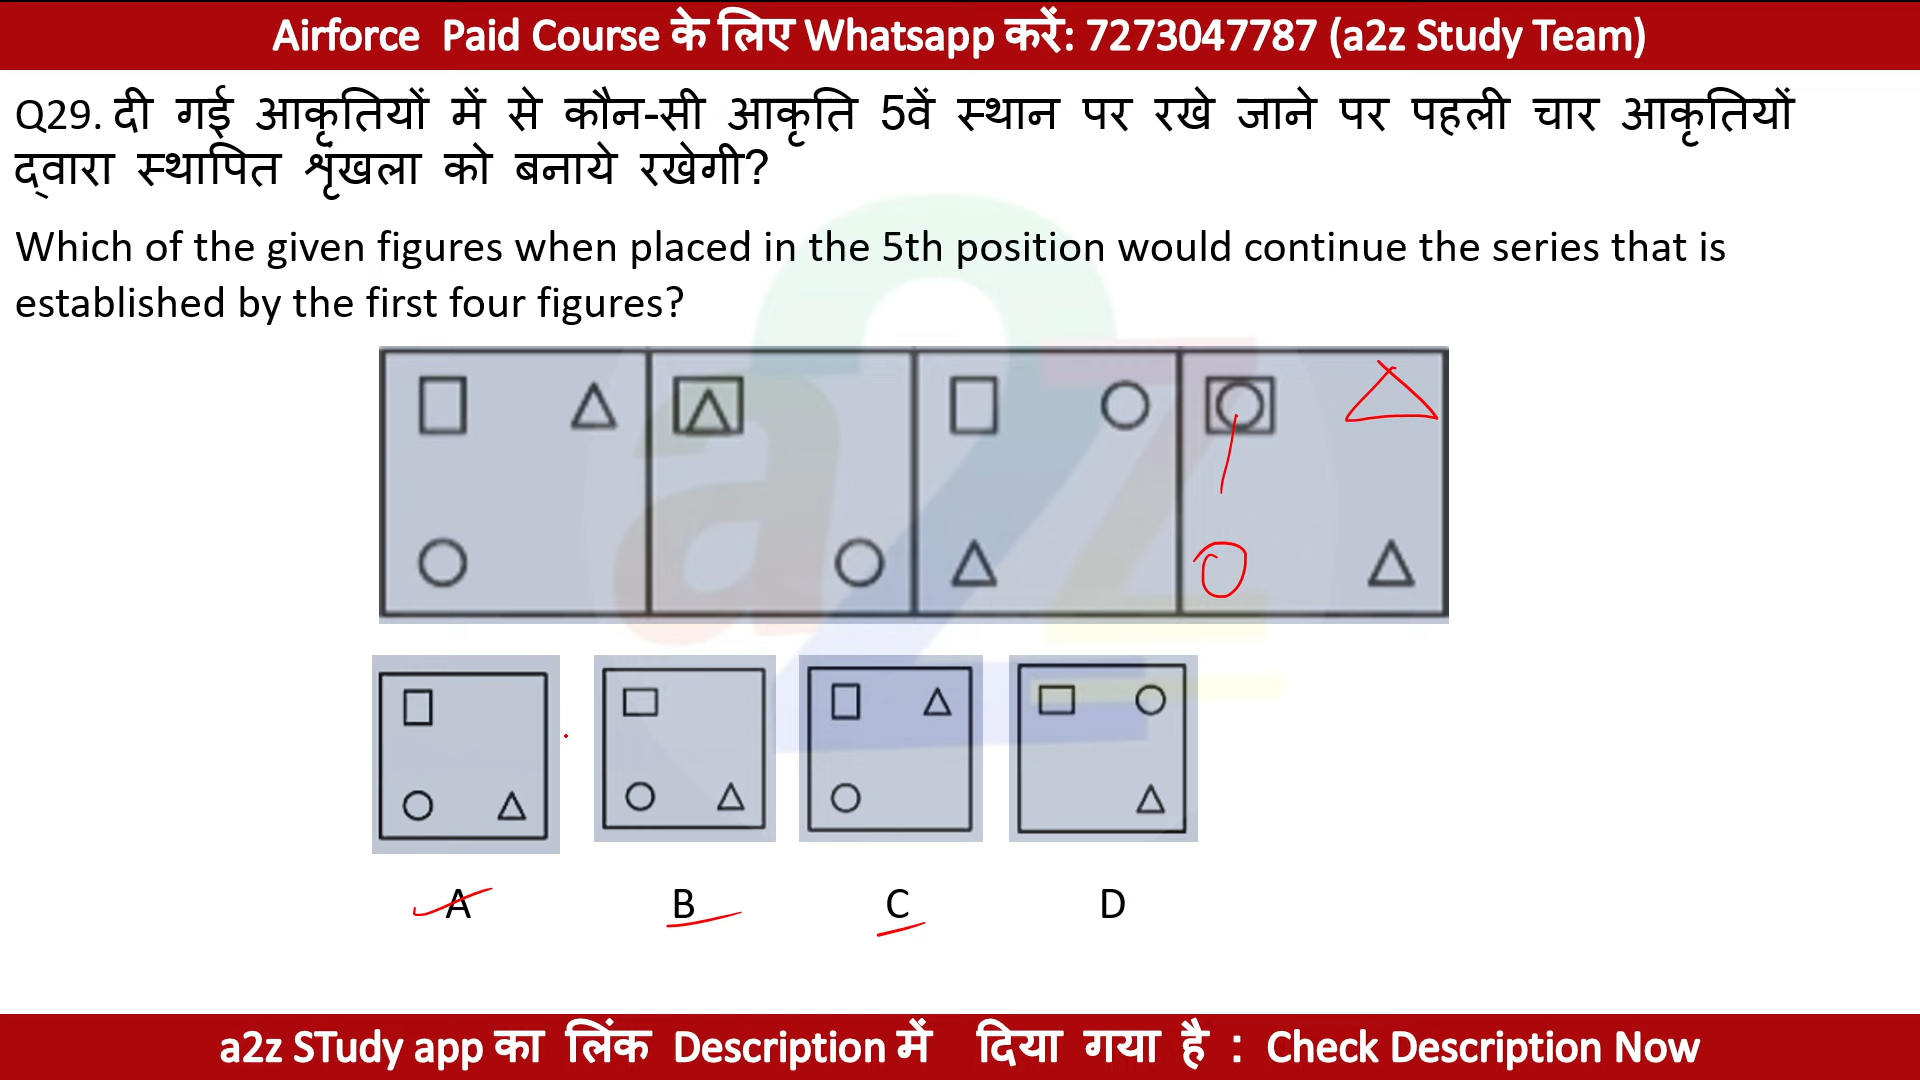 Airforce Paid Course के लिए Whatsapp करें: 7273047787 (a2z Study Team)
Q29. दी गई आकृतियों में से कौन-सी आकृति 5वें स्थान पर रखे जाने पर पहली चार आकृतियों
द्वारा स्थापित श्रृंखला को बनाये रखेगी?
Which of the given figures when placed in the 5th position would continue the series that is
established by the first four figures?
A B C D
a2z STudy app का लिंक Description में दिया गया है : Check Description Now
a2z